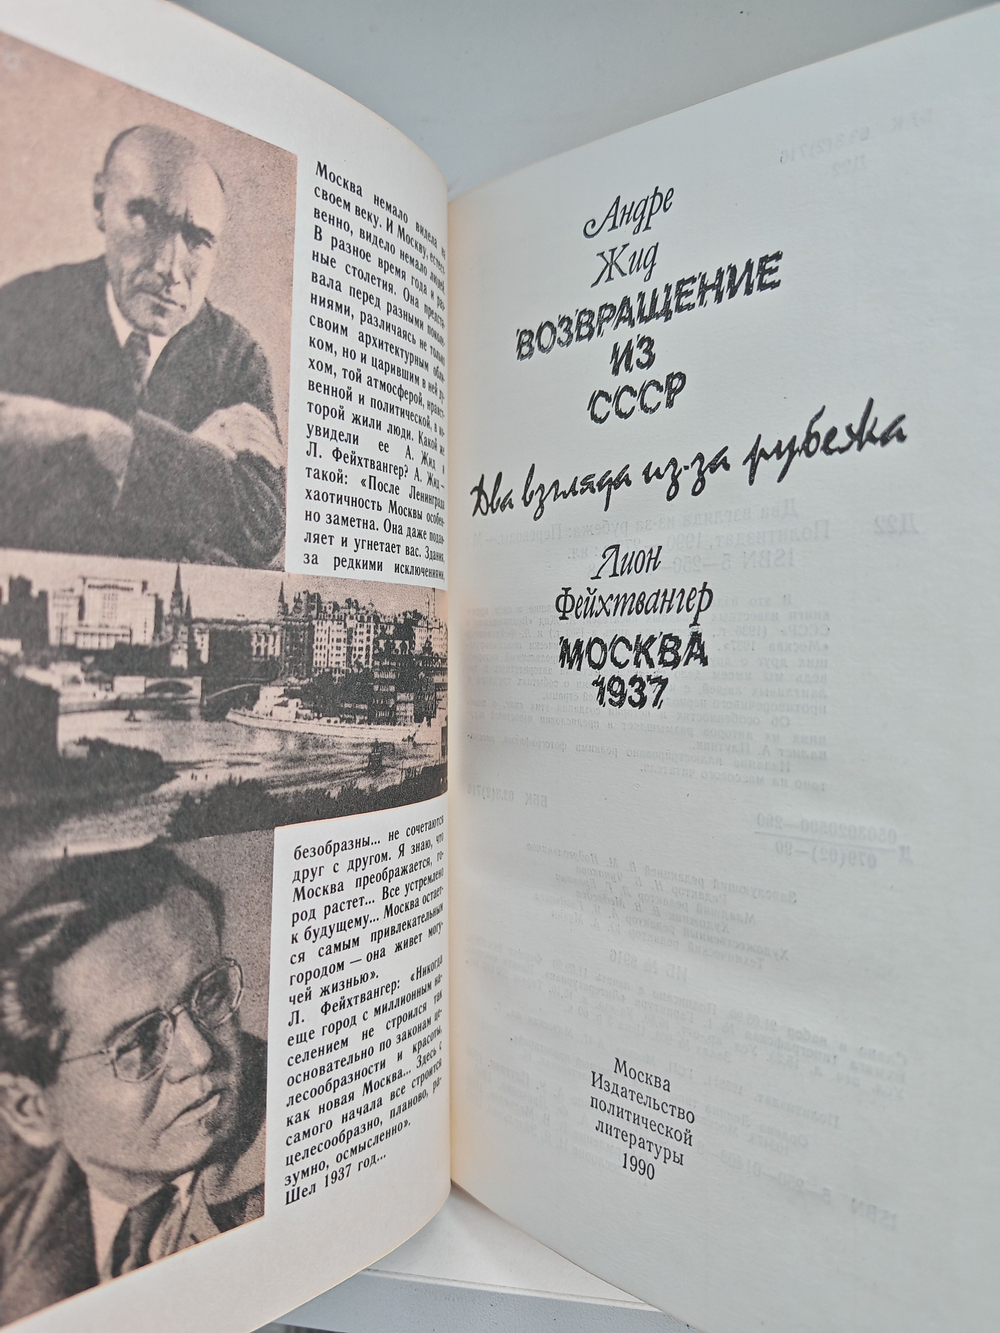 Москва немало видела на
своем веку. И Москву, естест-
венно, видело немало людей.
В разное время года и раз-
ные столетия. Она предста-
вала перед разными поколе-
ниями, различаясь не только
своим архитектурным обли-
ком, но и царившим в ней ду-
хом, той атмосферой, нравст-
венной и политической, в ко-
торой жили люди. Какой же
увидели ее А. Жид и
Л. Фейхтвангер? А. Жид —
такой: «После Ленинграда
хаотичность Москвы особен-
но заметна. Она даже подав-
ляет и угнетает вас. Здания,
за редкими исключениями,
безобразны... не сочетаются
друг с другом. Я знаю, что
Москва преображается, го-
род растет... Все устремлено
к будущему... Москва остает-
ся самым привлекательным
городом — она живет могу-
чей жизнью».
Л. Фейхтвангер: «Никогда
еще город с миллионным на-
селением не строился так
основательно по законам це-
лесообразности и красоты,
как новая Москва... Здесь с
самого начала все строится
целесообразно, планово, ра-
зумно, осмысленно».
Шел 1937 год...
Андре
Жид
ВОЗВРАЩЕНИЕ
ИЗ
СССР
Два взгляда из-за рубежа
Лион
Фейхтвангер
МОСКВА
1937
Москва
Издательство
политической
литературы
1990